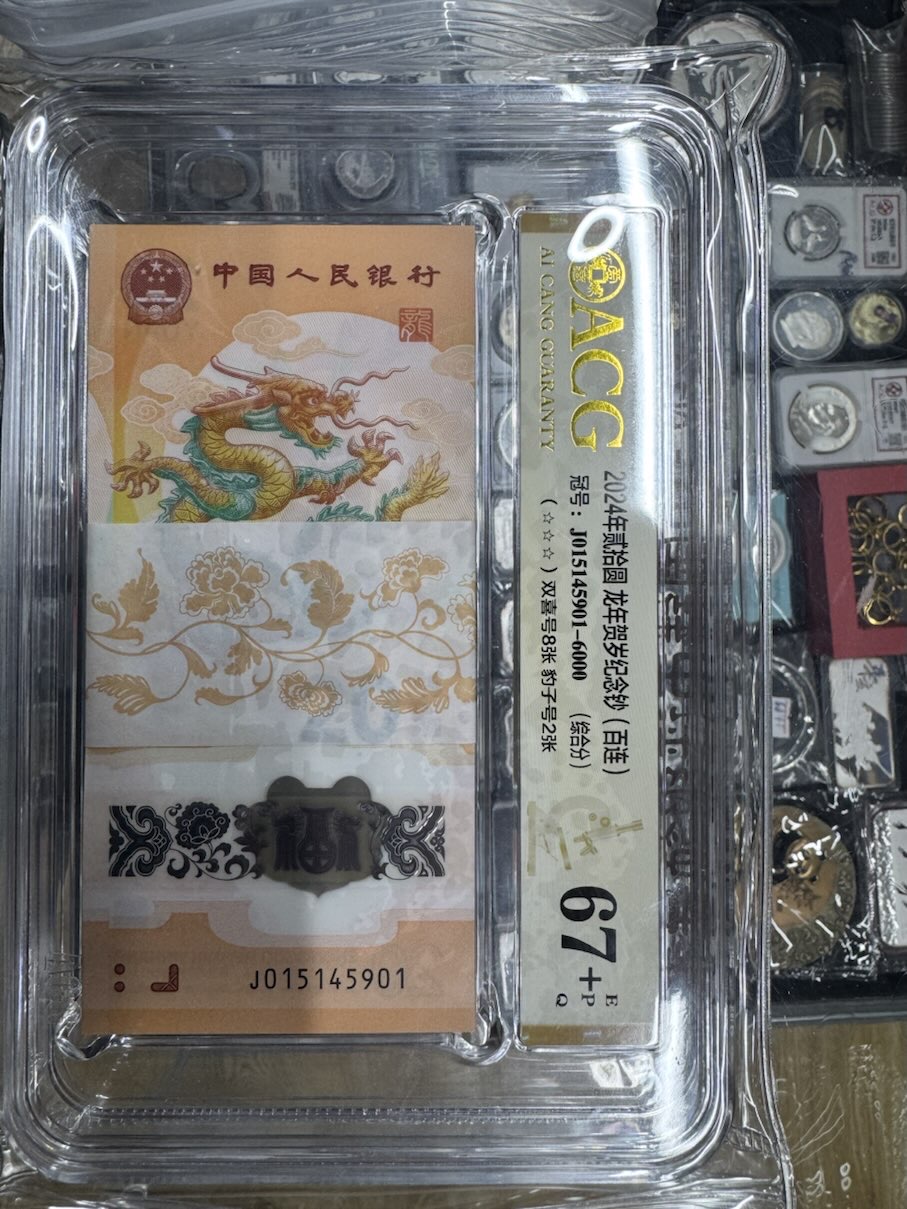 中国人民银行
龍
福
J015145901
ACG
AI CANG GUARANTY
2024年贰拾圆 龙年贺岁纪念钞（百连）
冠号：J015145901-6000 （综合分）
（☆☆☆）双喜号8张 豹子号2张
67+
E
P
Q